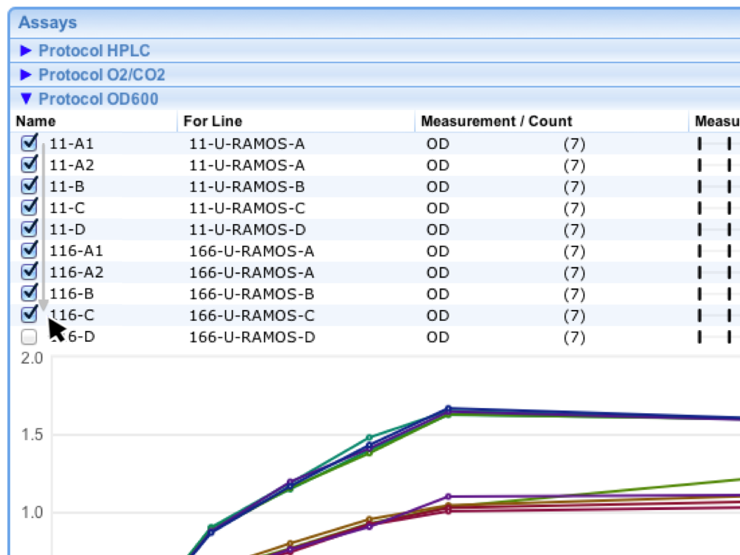 Assays
Protocol HPLC
Protocol O2/CO2
Protocol OD600
Name For Line Measurement / Count Measu
11-A1 11-U-RAMOS-A OD (7)
11-A2 11-U-RAMOS-A OD (7)
11-B 11-U-RAMOS-B OD (7)
11-C 11-U-RAMOS-C OD (7)
11-D 11-U-RAMOS-D OD (7)
116-A1 166-U-RAMOS-A OD (7)
116-A2 166-U-RAMOS-A OD (7)
116-B 166-U-RAMOS-B OD (7)
116-C 166-U-RAMOS-C OD (7)
6-D 166-U-RAMOS-D OD (7)
2.0
1.5
1.0